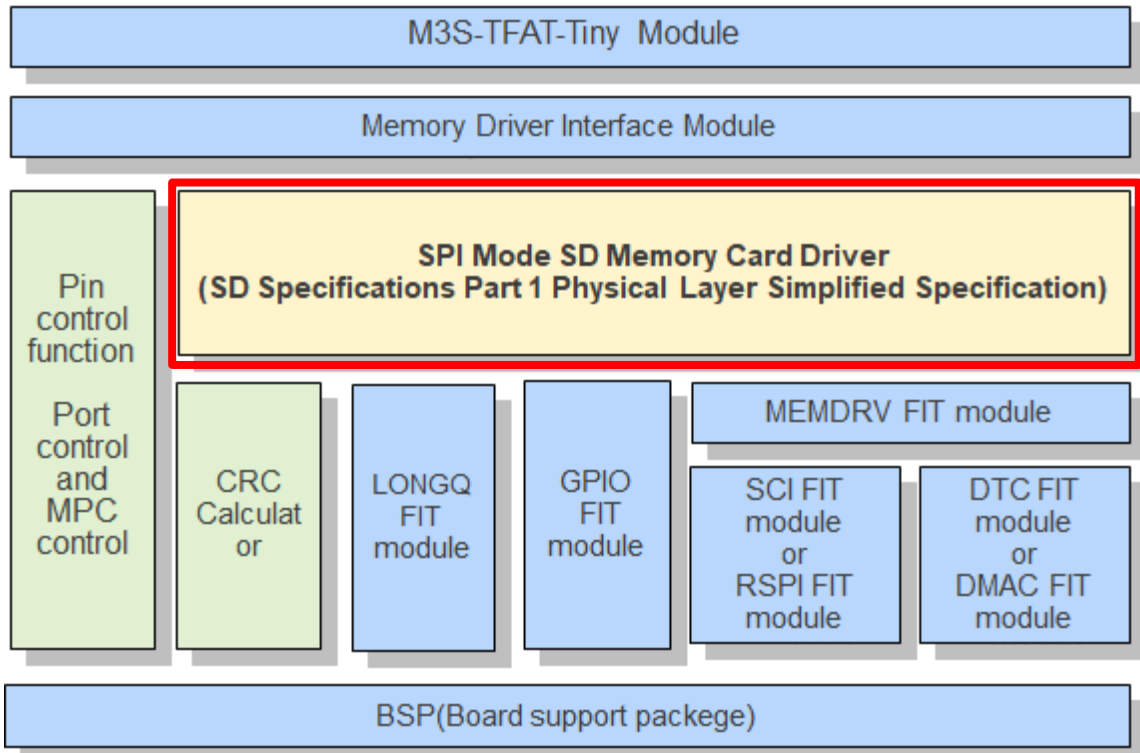 M3S-TFAT-Tiny Module
Memory Driver Interface Module
Pin
control
function
Port
control
and
MPC
control
SPI Mode SD Memory Card Driver
(SD Specifications Part 1 Physical Layer Simplified Specification)
CRC
Calculat
or
LONGQ
FIT
module
GPIO
FIT
module
MEMDRV FIT module
SCI FIT
module
or
RSPI FIT
module
DTC FIT
module
or
DMAC FIT
module
BSP(Board support packege)